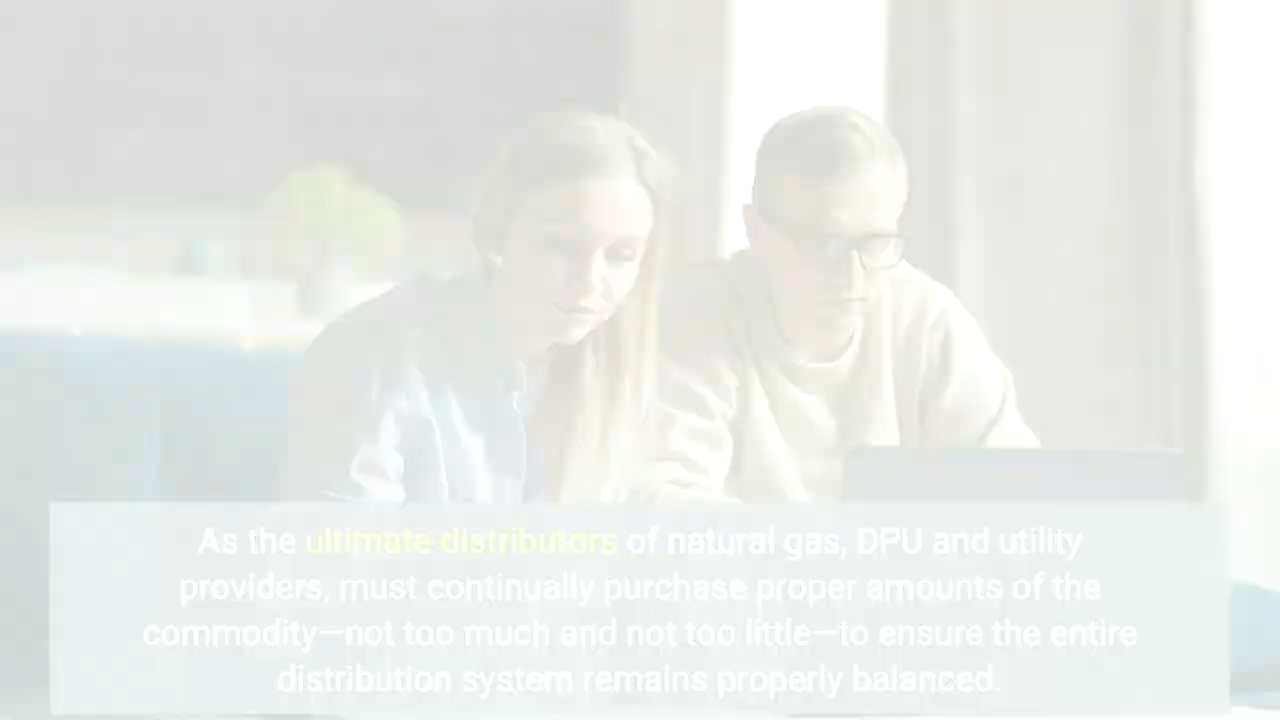 As the ultimate distributors of natural gas, DPU and utility
providers, must continually purchase proper amounts of the
commodity—not too much and not too little—to ensure the entire
distribution system remains properly balanced.